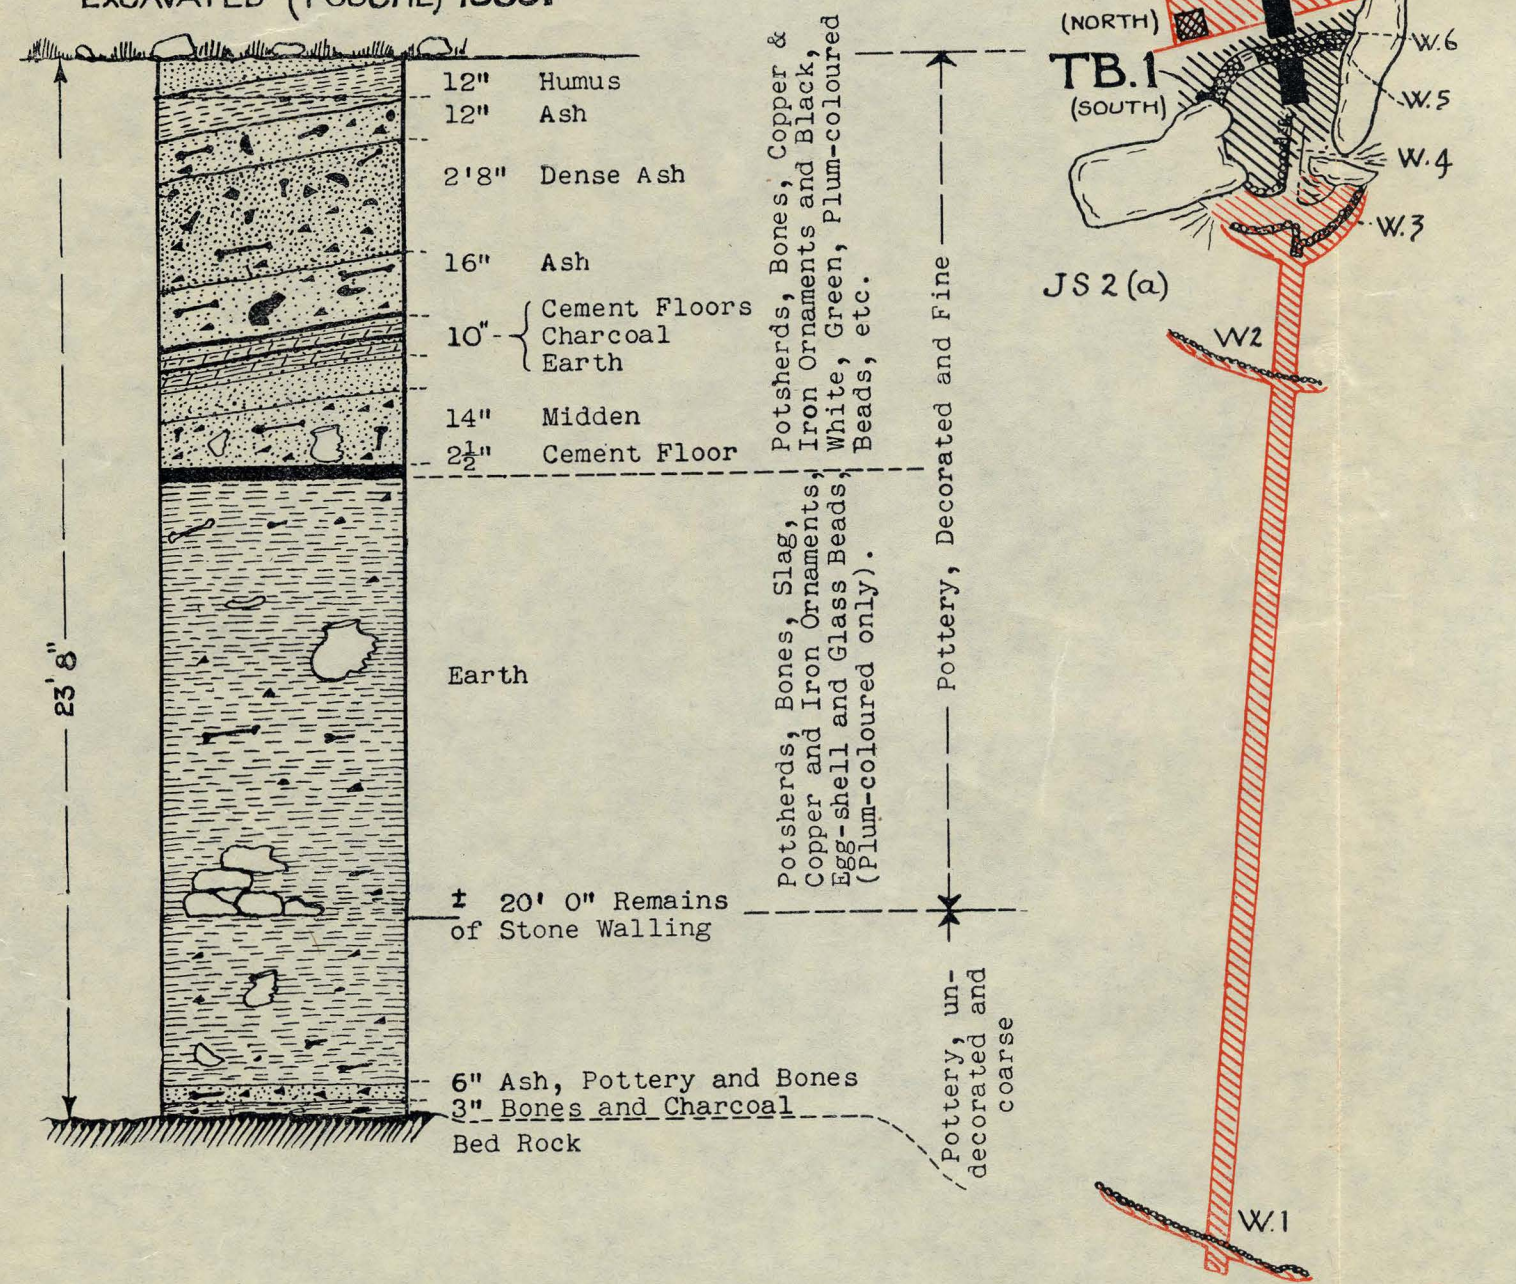 23' 8"
12" Humus
12" Ash
2'8" Dense Ash
16" Ash
10" Cement Floors
Charcoal
Earth
14" Midden
2½" Cement Floor
Earth
± 20' 0" Remains
of Stone Walling
6" Ash, Pottery and Bones
3" Bones and Charcoal
Bed Rock
Potsherds, Bones, Copper &
Iron Ornaments and Black,
White, Green, Plum-coloured
Beads, etc.
Potsherds, Bones, Slag,
Copper and Iron Ornaments,
Egg-shell and Glass Beads,
(Plum-coloured only).
Pottery, Decorated and Fine
Pottery, un-
decorated and
coarse
(NORTH)
TB.1
(SOUTH)
W.6
W.5
W.4
W.3
JS 2 (a)
W2
W.1